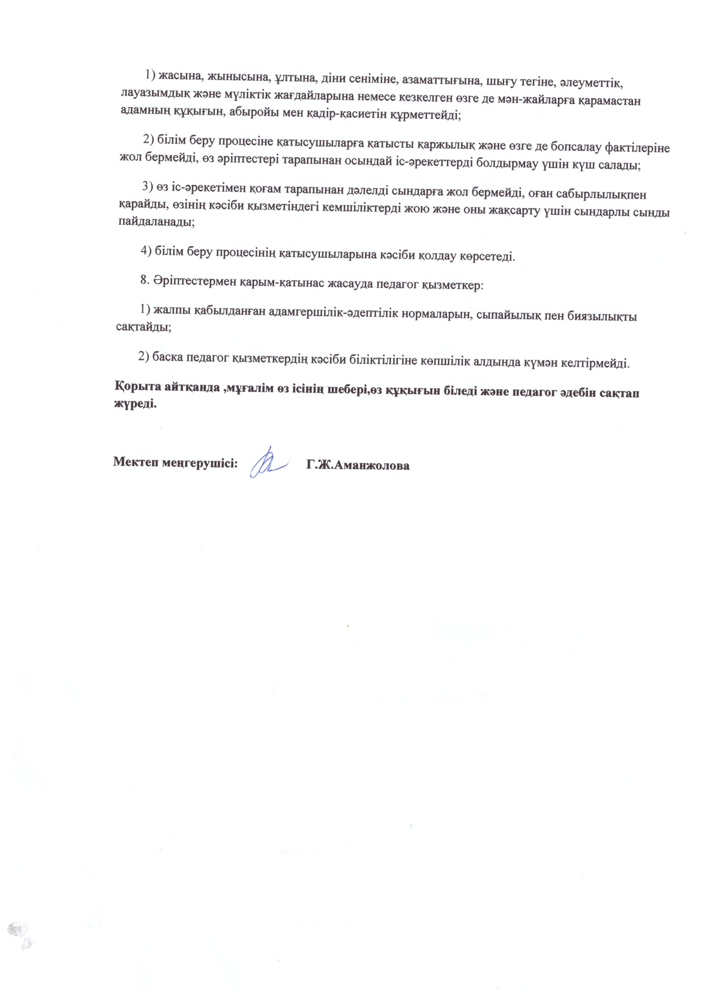 1) жасына, жынысына, ұлтына, діни сеніміне, азаматтығына, шығу тегіне, әлеуметтік,
лауазымдық және мүліктік жағдайларына немесе кезкелген өзге де мән-жайларға қарамастан
адамның құқығын, абыройы мен қадір-қасиетін құрметтейді;
2) білім беру процесіне қатысушыларға қатысты қаржылық және өзге де бопсалау фактілеріне
жол бермейді, өз әріптестері тарапынан осындай іс-әрекеттерді болдырмау үшін күш салады;
3) өз іс-әрекетімен қоғам тарапынан дәлелді сындарға жол бермейді, оған сабырлылықпен
қарайды, өзінің кәсіби қызметіндегі кемшіліктерді жою және оны жақсарту үшін сындарлы сынды
пайдаланады;
4) білім беру процесінің қатысушыларына кәсіби қолдау көрсетеді.
8. Әріптестермен қарым-қатынас жасауда педагог қызметкер:
1) жалпы қабылданған адамгершілік-әдептілік нормаларын, сыпайылық пен биязылықты
сақтайды;
2) баска педагог қызметкердің кәсіби біліктілігіне көпшілік алдында күмән келтірмейді.
Қорыта айтқанда ,мұғалім өз ісінің шебері,өз құқығын біледі және педагог әдебін сақтап
жүреді.
Мектеп меңгерушісі: Г.Ж.Аманжолова